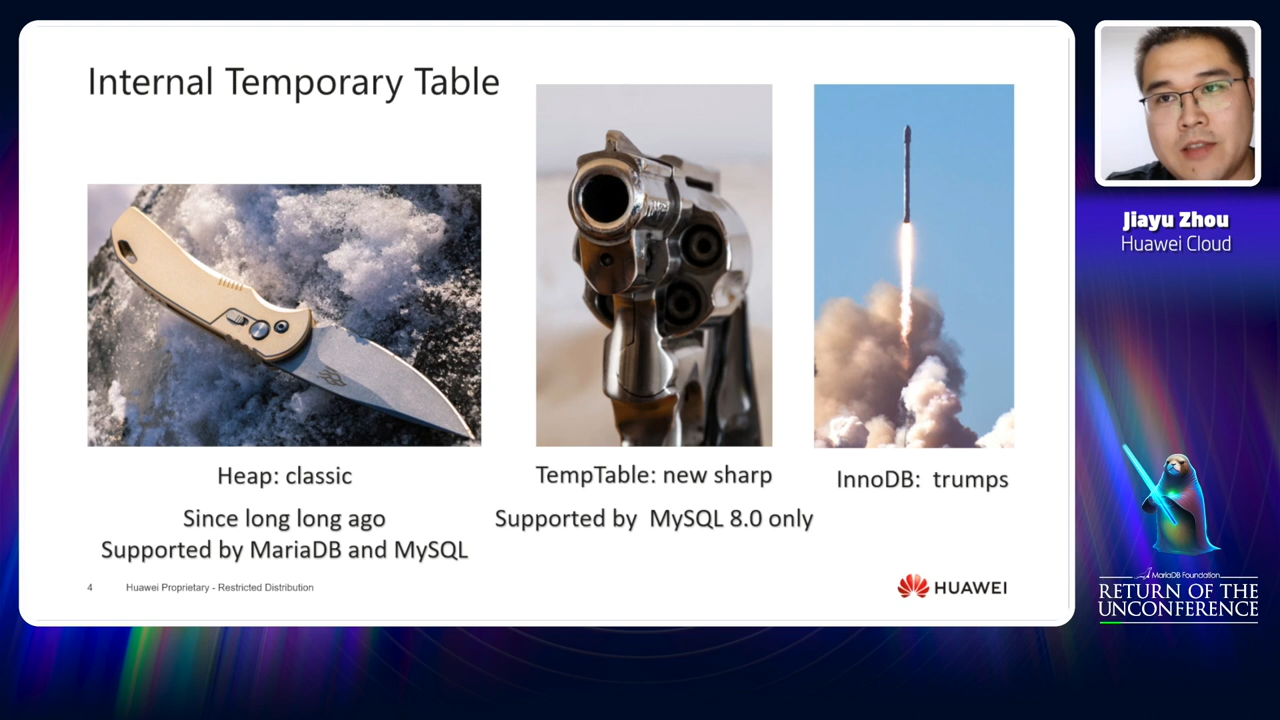 Internal Temporary Table
Heap: classic
Since long long ago
Supported by MariaDB and MySQL
TempTable: new sharp
Supported by MySQL 8.0 only
InnoDB: trumps
4
Huawei Proprietary - Restricted Distribution
HUAWEI
Jiayu Zhou
Huawei Cloud
MariaDB Foundation
RETURN OF THE
UNCONFERENCE